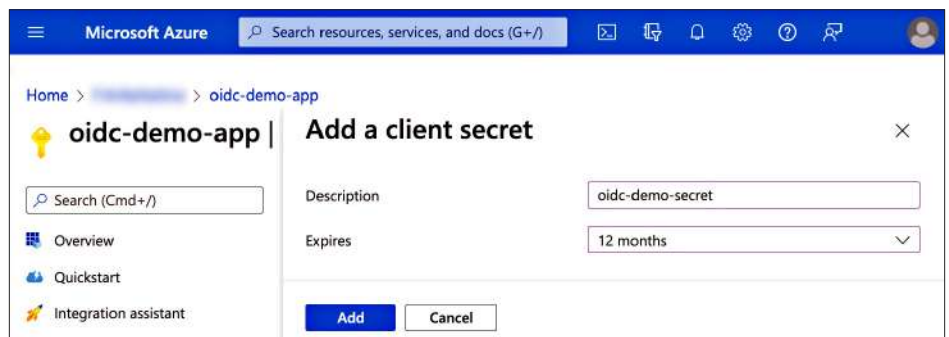 Microsoft Azure
Search resources, services, and docs (G+/)
Home > > oidc-demo-app
oidc-demo-app |
Search (Cmd+/)
Overview
Quickstart
Integration assistant
Add a client secret
Description
oidc-demo-secret
Expires
12 months
Add
Cancel